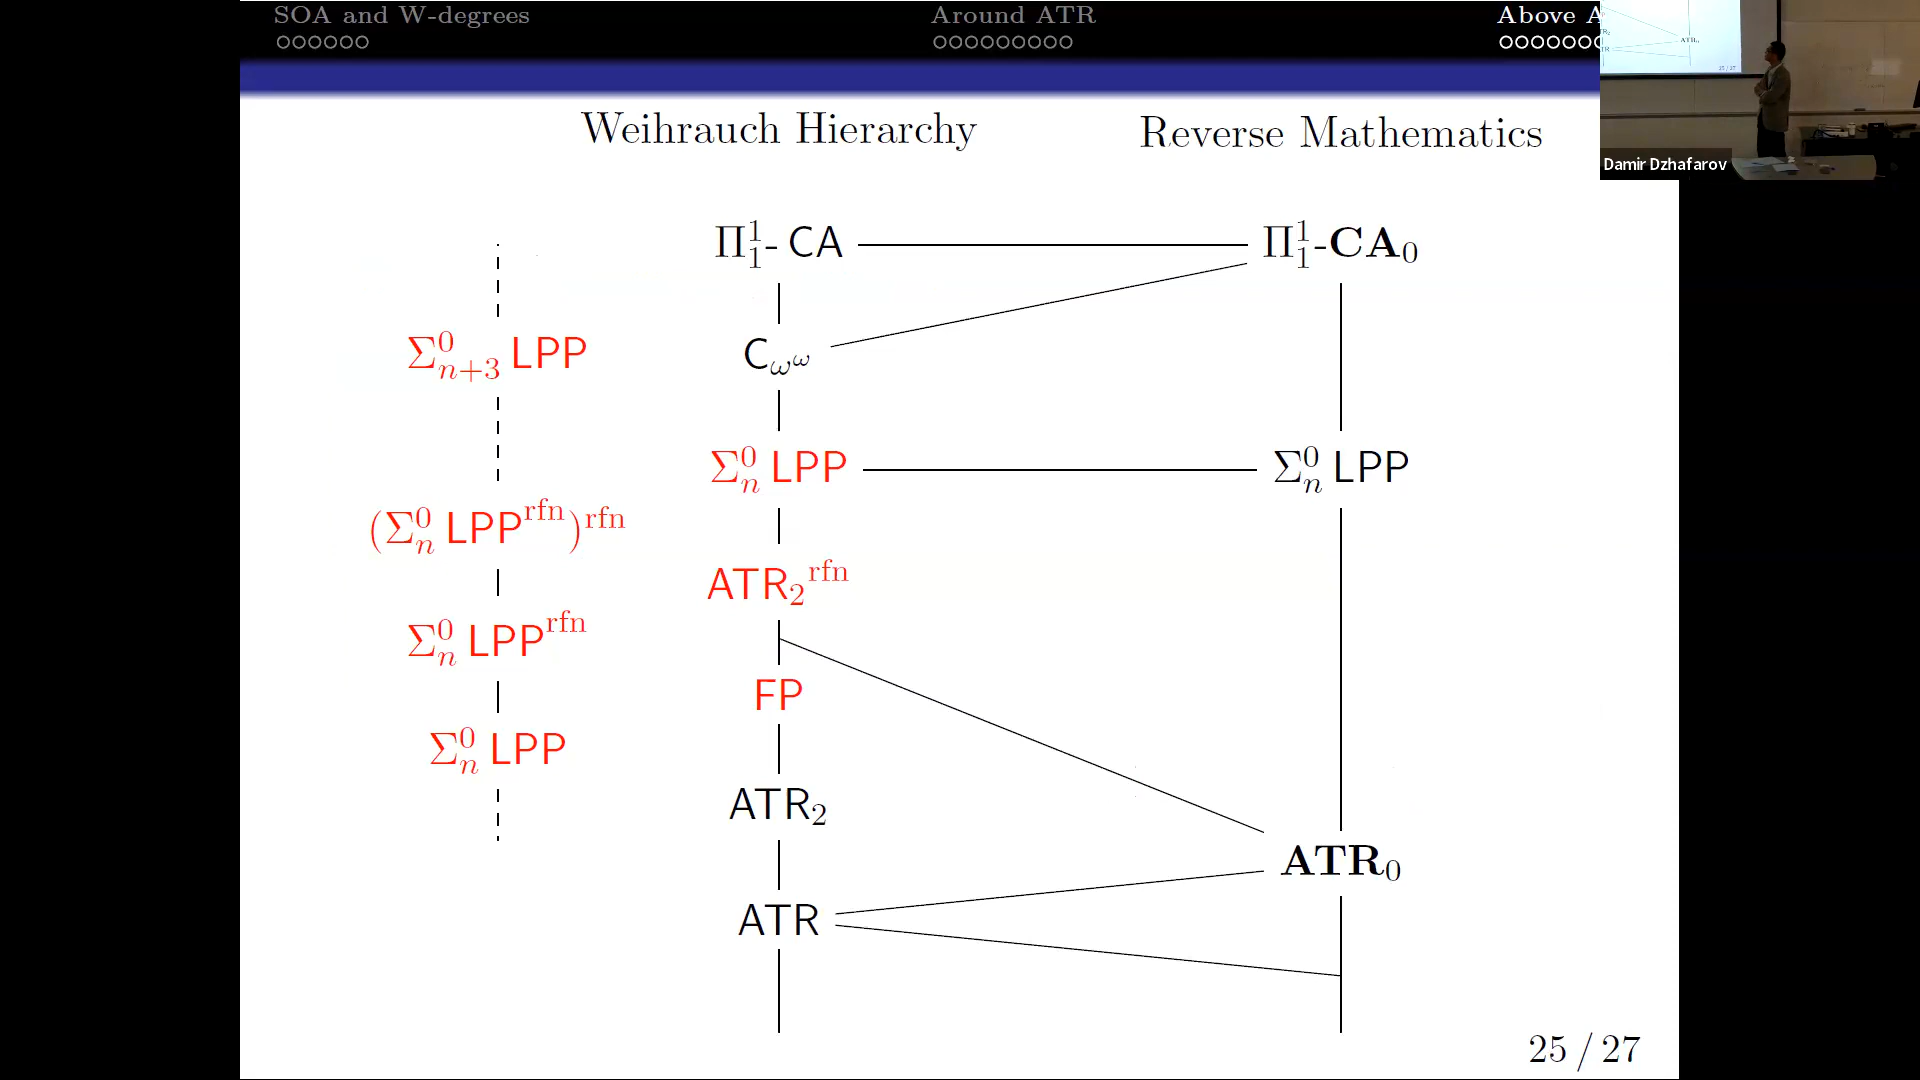 SOA and W-degrees
Around ATR
Above A
Weihrauch Hierarchy
Reverse Mathematics
Damir Dzhafarov
Π¹₁- CA
Π¹₁-CA₀
Σ⁰ₙ₊₃ LPP
C_ω^ω
Σ⁰ₙ LPP
Σ⁰ₙ LPP
(Σ⁰ₙ LPP^rfn)^rfn
ATR₂^rfn
Σ⁰ₙ LPP^rfn
FP
Σ⁰ₙ LPP
ATR₂
ATR₀
ATR
25 / 27